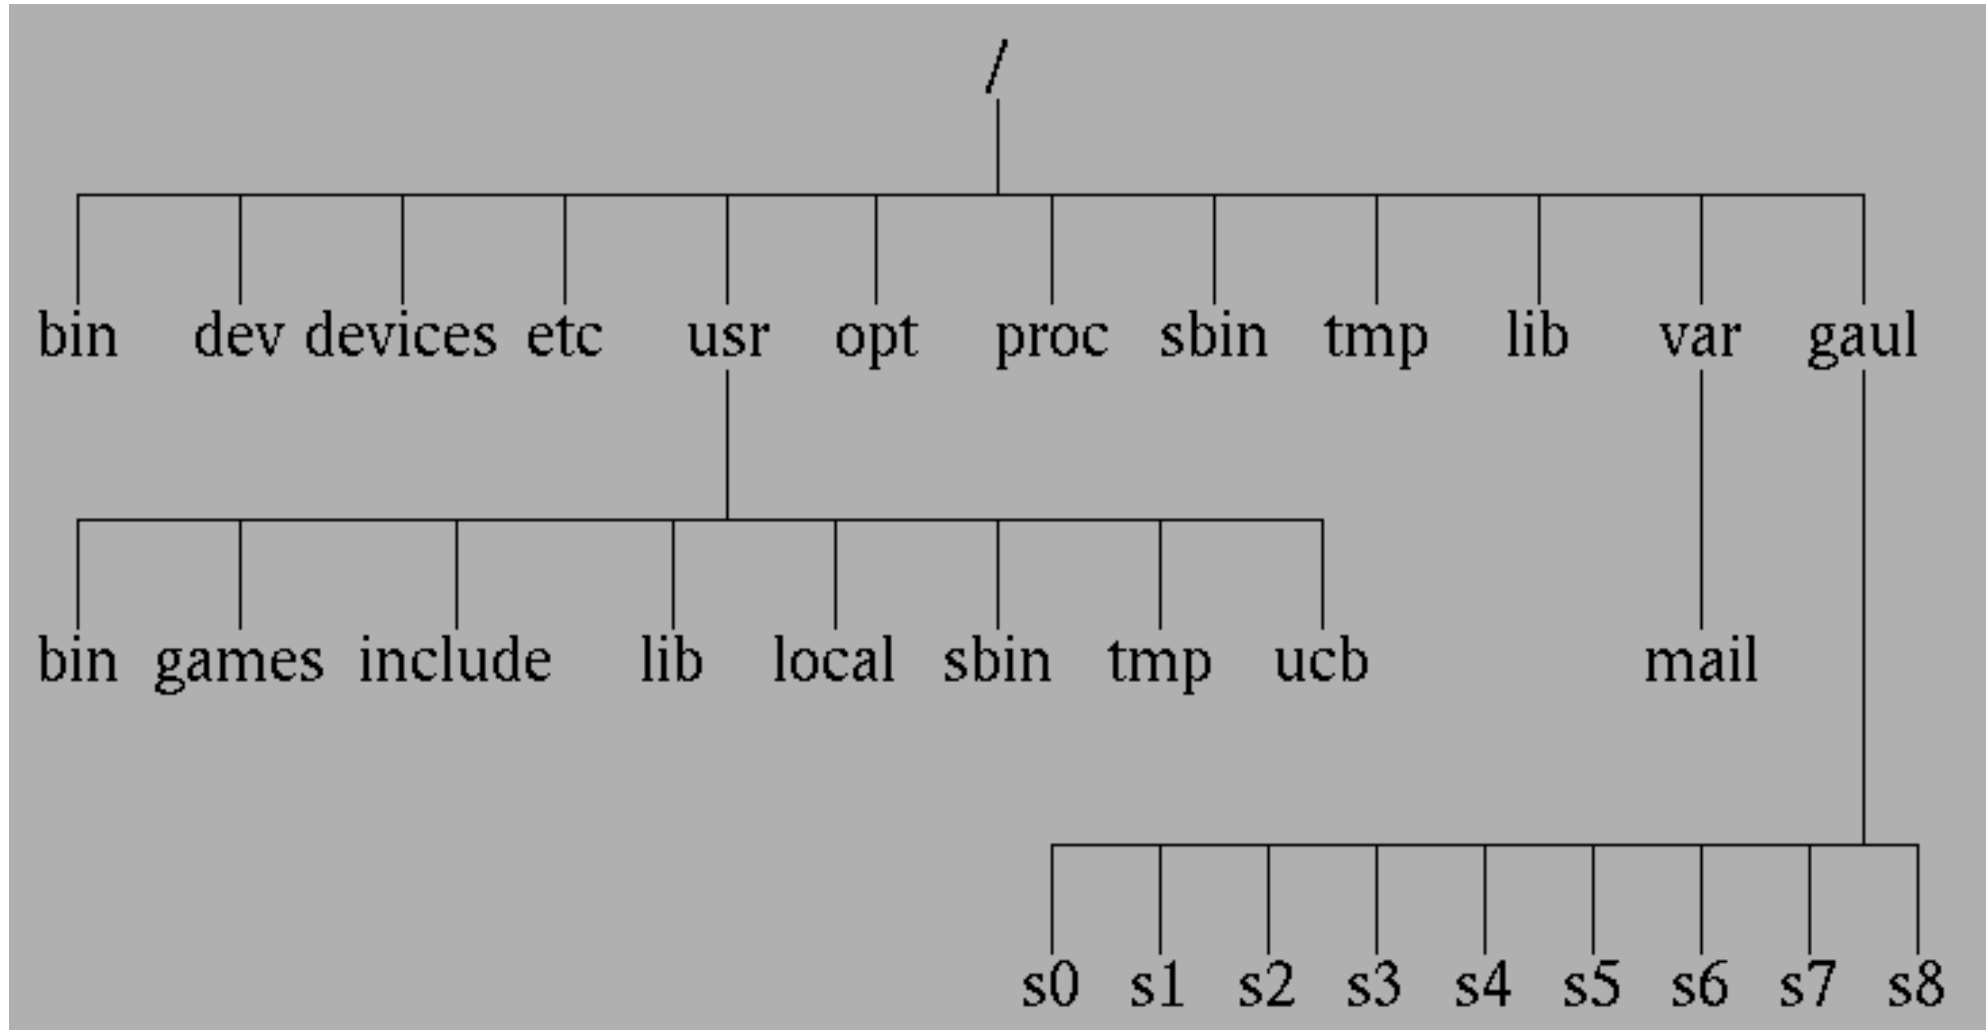 /
bin dev devices etc usr opt proc sbin tmp lib var gaul
bin games include lib local sbin tmp ucb mail
s0 s1 s2 s3 s4 s5 s6 s7 s8